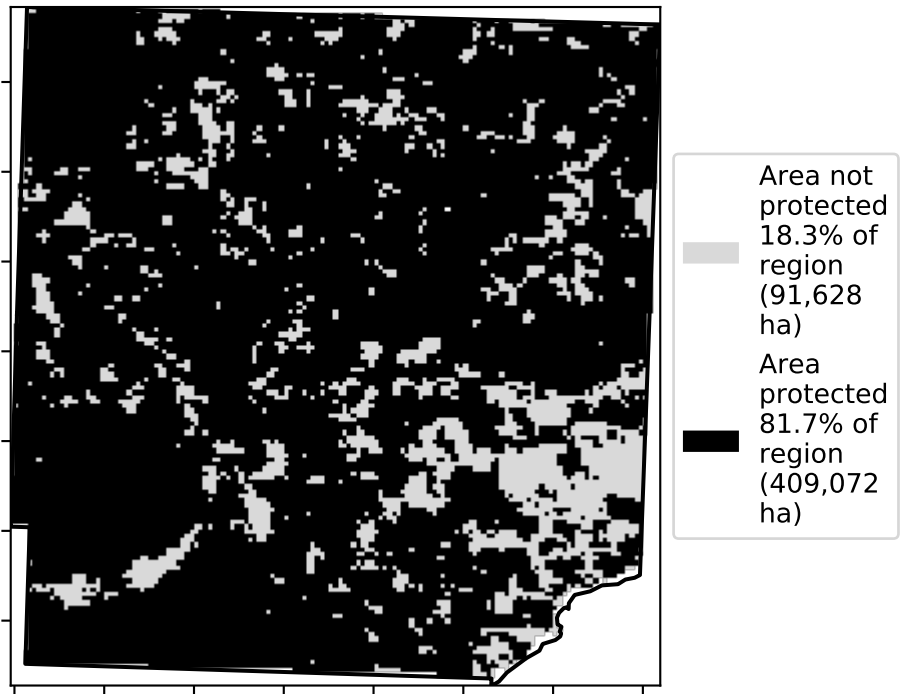 Area not
protected
18.3% of
region
(91,628
ha)
Area
protected
81.7% of
region
(409,072
ha)